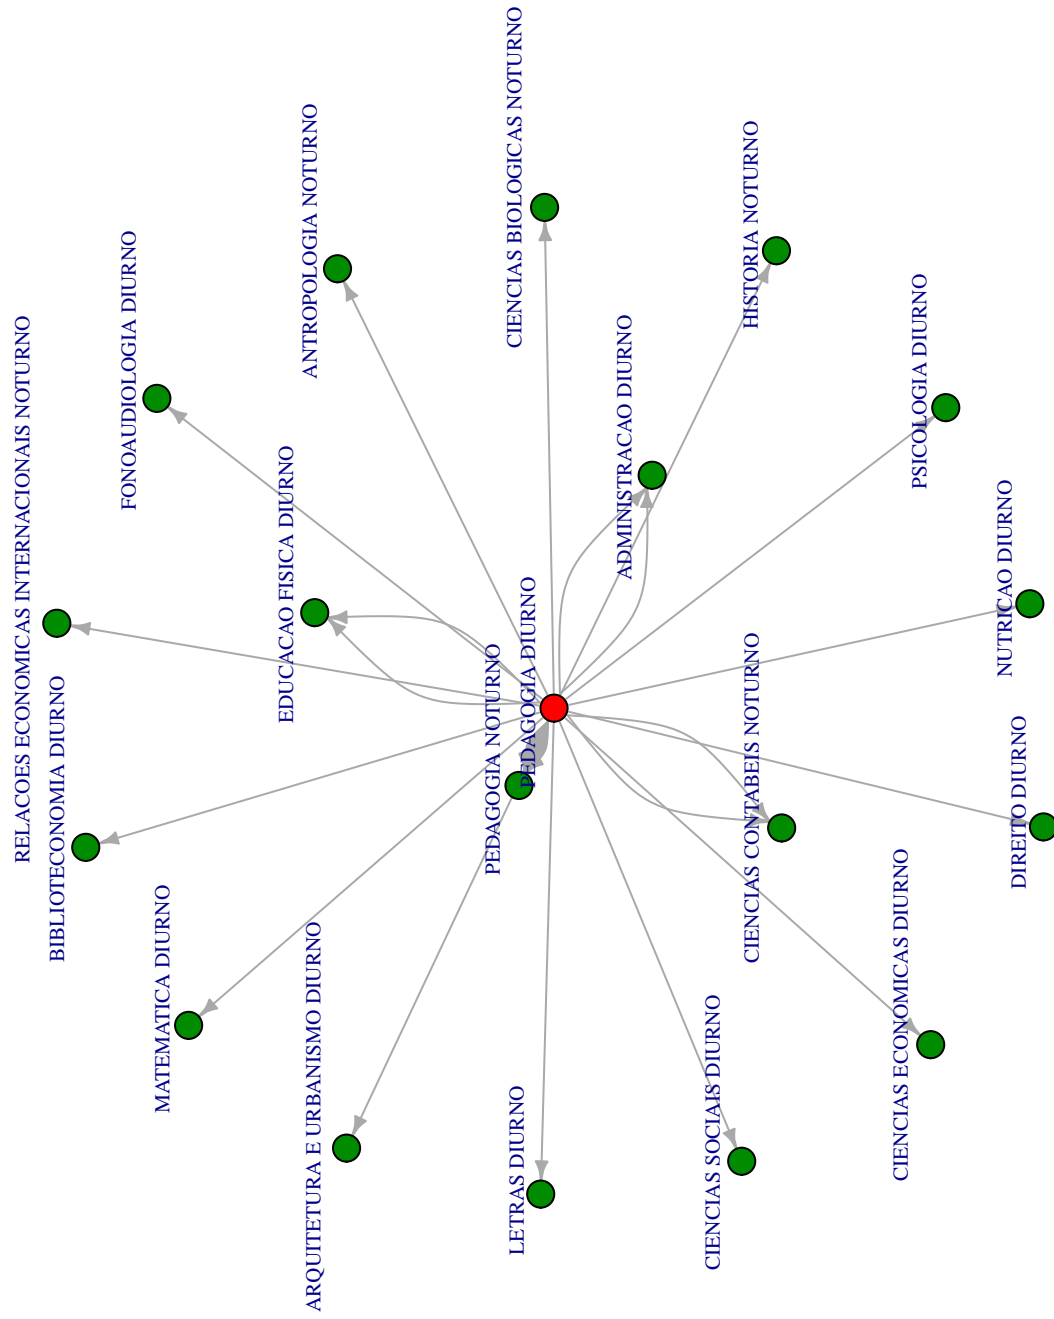 CIENCIAS BIOLOGICAS NOTURNO
ANTROPOLOGIA NOTURNO
HISTORIA NOTURNO
FONOAUDIOLOGIA DIURNO
PSICOLOGIA DIURNO
RELACOES ECONOMICAS INTERNACIONAIS NOTURNO
ADMINISTRACAO DIURNO
EDUCACAO FISICA DIURNO
NUTRICAO DIURNO
PEDAGOGIA DIURNO
PEDAGOGIA NOTURNO
CIENCIAS CONTABEIS NOTURNO
BIBLIOTECONOMIA DIURNO
DIREITO DIURNO
CIENCIAS ECONOMICAS DIURNO
MATEMATICA DIURNO
ARQUITETURA E URBANISMO DIURNO
CIENCIAS SOCIAIS DIURNO
LETRAS DIURNO